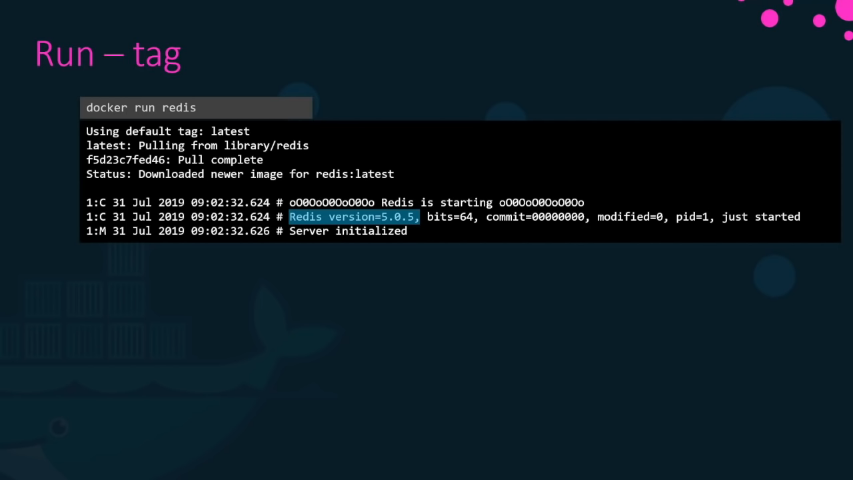 Run – tag
docker run redis
Using default tag: latest
latest: Pulling from library/redis
f5d23c7fed46: Pull complete
Status: Downloaded newer image for redis:latest
1:C 31 Jul 2019 09:02:32.624 # oO0OoO0OoO0Oo Redis is starting oO0OoO0OoO0Oo
1:C 31 Jul 2019 09:02:32.624 # Redis version=5.0.5, bits=64, commit=00000000, modified=0, pid=1, just started
1:M 31 Jul 2019 09:02:32.626 # Server initialized